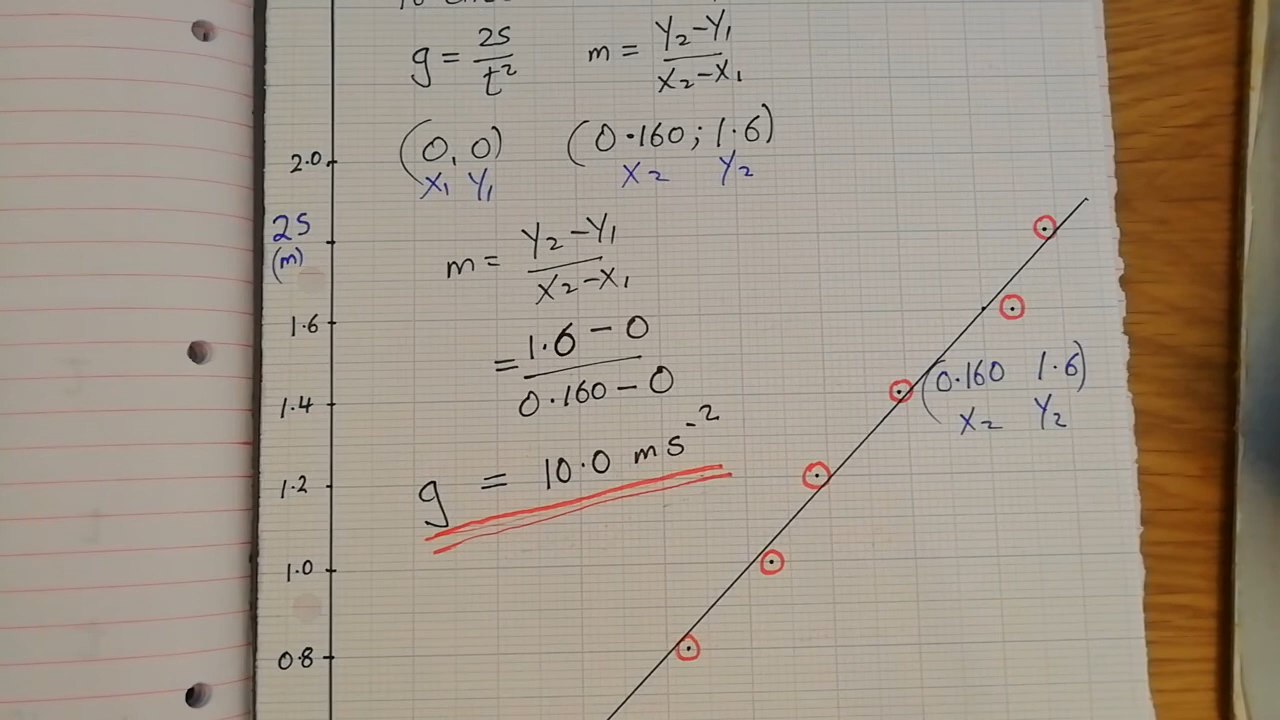 g = 2s/t² m = Y₂-Y₁/X₂-X₁
(0, 0) (0.160; 1.6)
X₁ Y₁ X₂ Y₂
2.0
2S
(m)
m = Y₂-Y₁/X₂-X₁
1.6
= 1.6 - 0/0.160 - 0
(0.160 1.6)
X₂ Y₂
1.4
g = 10.0 ms⁻²
1.2
1.0
0.8